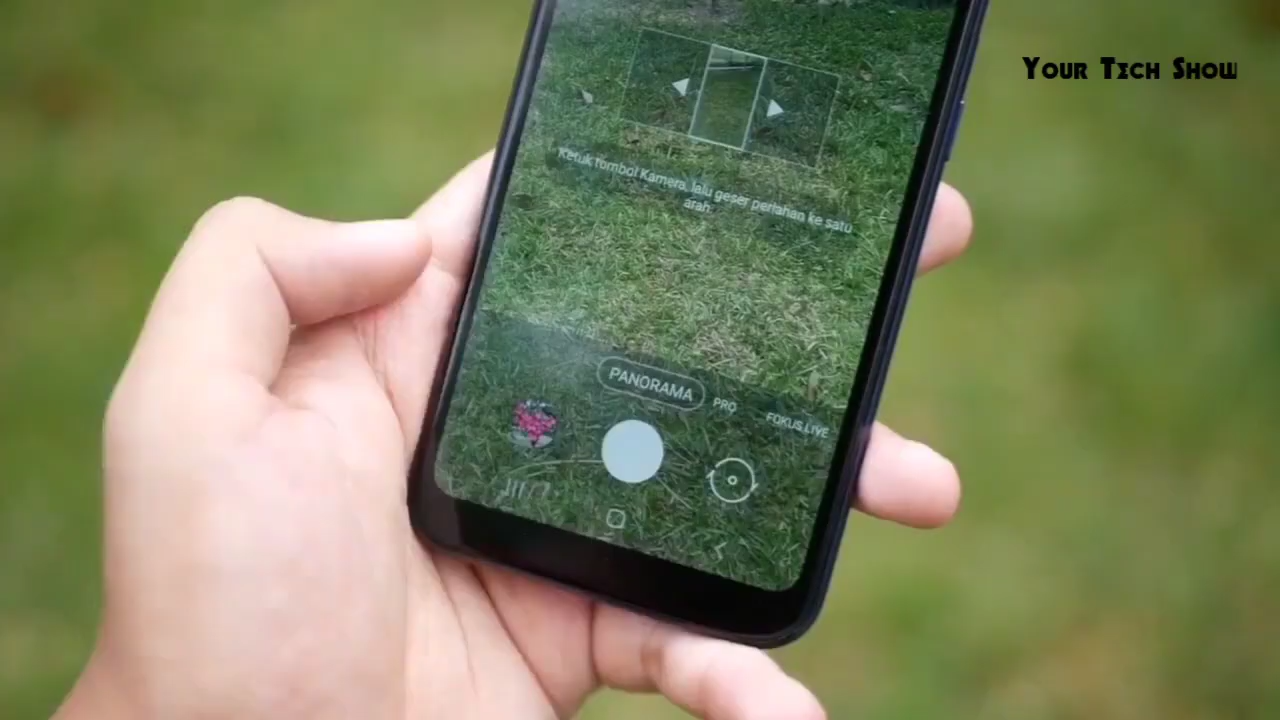 Your Tech Show
Ketuk tombol Kamera, lalu geser perlahan ke satu
arah.
PANORAMA
PRO
FOKUS LIVE